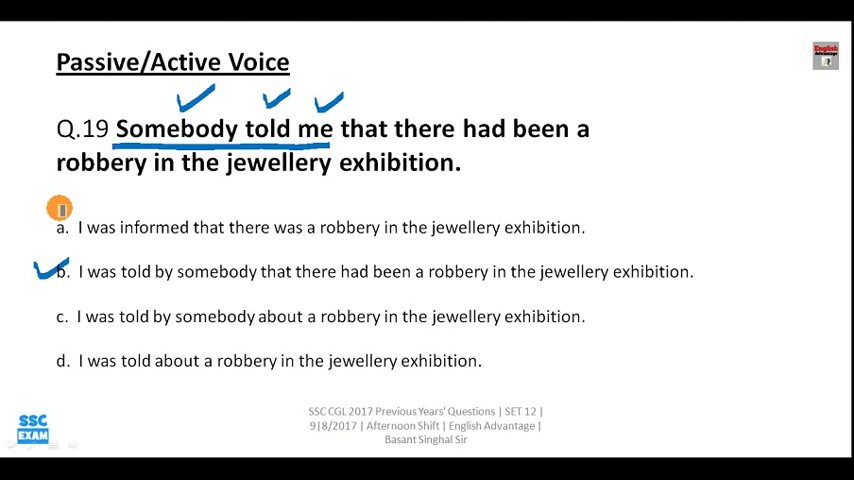 Passive/Active Voice
English
Advantage
Q.19 Somebody told me that there had been a
robbery in the jewellery exhibition.
a. I was informed that there was a robbery in the jewellery exhibition.
b. I was told by somebody that there had been a robbery in the jewellery exhibition.
c. I was told by somebody about a robbery in the jewellery exhibition.
d. I was told about a robbery in the jewellery exhibition.
SSC CGL 2017 Previous Years' Questions | SET 12 |
9|8/2017 | Afternoon Shift | English Advantage |
Basant Singhal Sir
SSC
EXAM